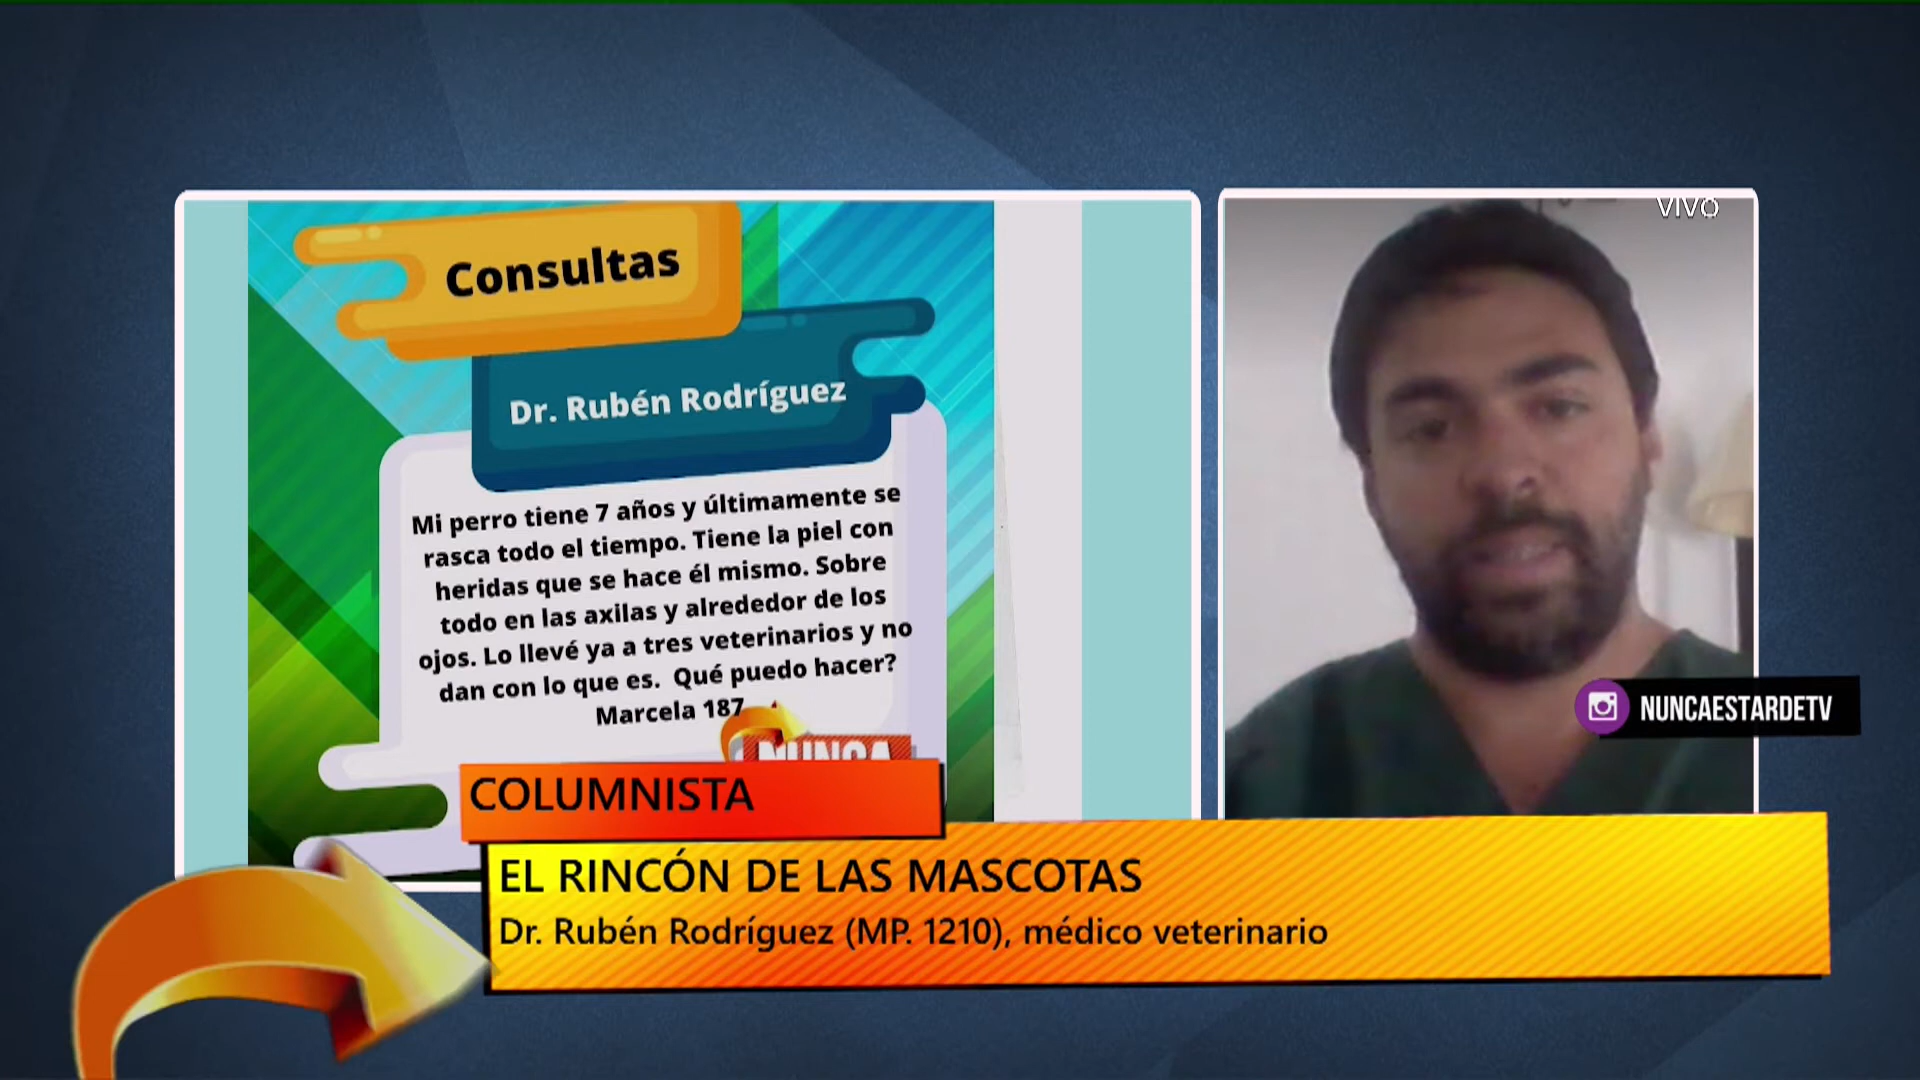 Consultas
Dr. Rubén Rodríguez
Mi perro tiene 7 años y últimamente se
rasca todo el tiempo. Tiene la piel con
heridas que se hace él mismo. Sobre
todo en las axilas y alrededor de los
ojos. Lo llevé ya a tres veterinarios y no
dan con lo que es. Qué puedo hacer?
Marcela 187
NUNCA
VIVO
NUNCAESTARDETV
COLUMNISTA
EL RINCÓN DE LAS MASCOTAS
Dr. Rubén Rodríguez (MP. 1210), médico veterinario